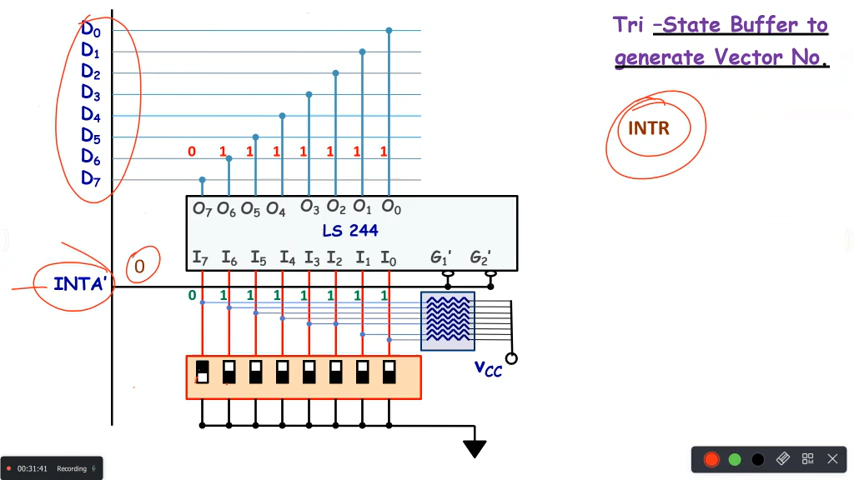 Tri –State Buffer to
generate Vector No.
INTR
D0
D1
D2
D3
D4
D5
D6
D7
0 1 1 1 1 1 1 1
O7 O6 O5 O4 O3 O2 O1 O0
LS 244
I7 I6 I5 I4 I3 I2 I1 I0 G1' G2'
0
INTA'
0 1 1 1 1 1 1 1
VCC
00:31:41 Recording